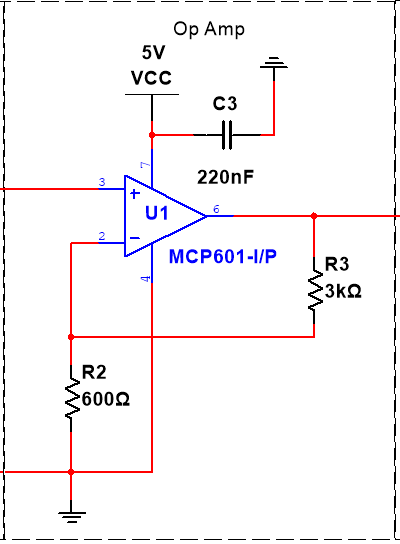 Op Amp
5V
VCC
C3
220nF
7
3
+
U1
6
2
−
MCP601-I/P
4
R3
3kΩ
R2
600Ω